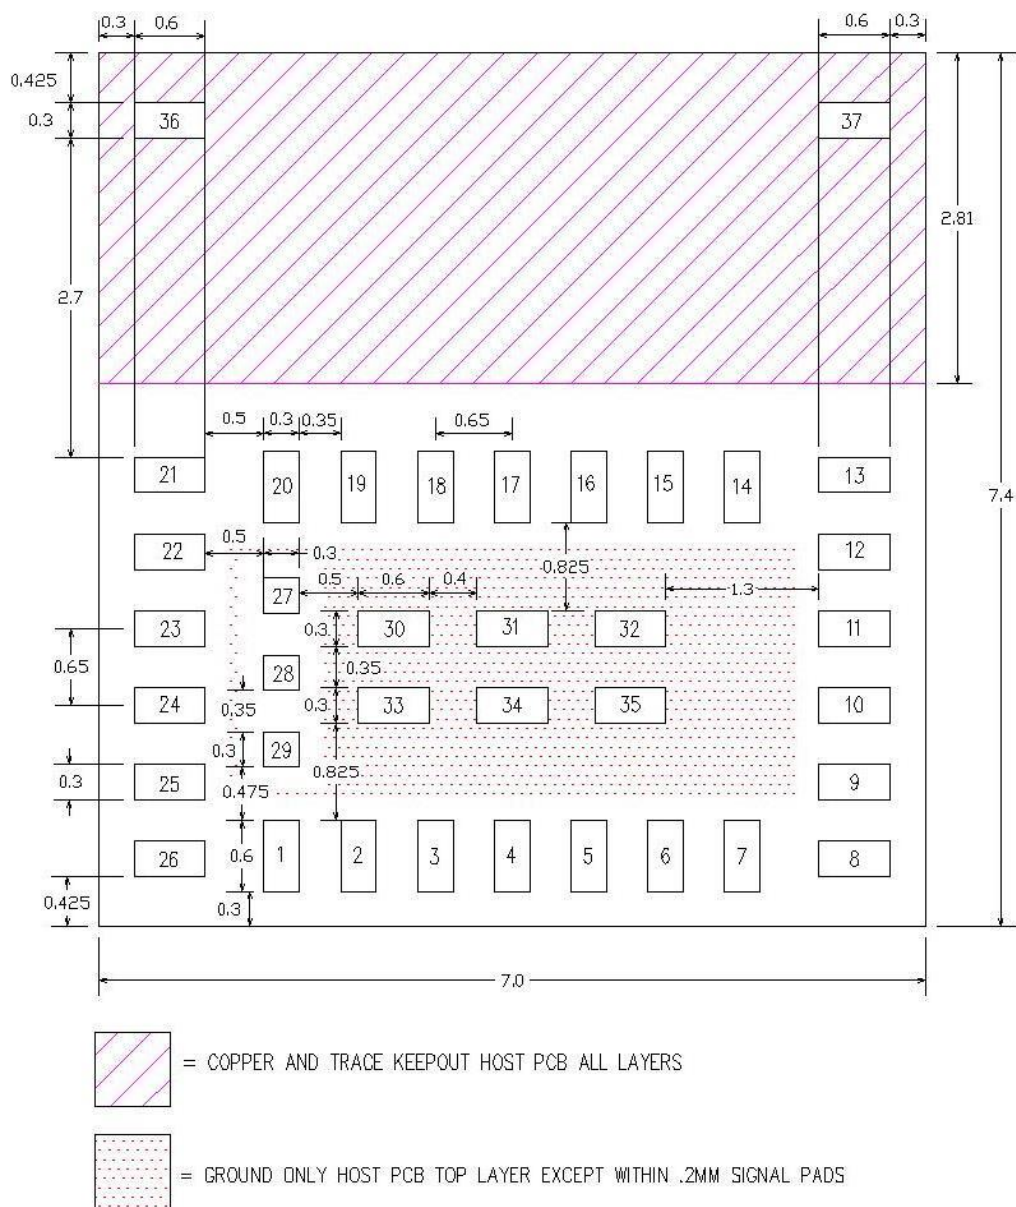 0.3 0.6 0.6 0.3
0.425
0.3 36 37
2.81
2.7
0.5 0.3 0.35 0.65
21 20 19 18 17 16 15 14 13
7.4
22 0.5 0.3 0.825 12
27 0.5 0.6 0.4 1.3
23 0.3 30 31 32 11
0.65 28 0.35
24 0.35 0.3 33 34 35 10
0.3 29 0.825
0.3 25 0.475 9
26 0.6 1 2 3 4 5 6 7 8
0.425 0.3
7.0
= COPPER AND TRACE KEEPOUT HOST PCB ALL LAYERS
= GROUND ONLY HOST PCB TOP LAYER EXCEPT WITHIN .2MM SIGNAL PADS